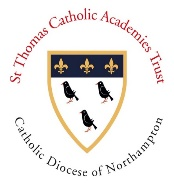 St Thomas Catholic Academies Trust
Catholic Diocese of Northampton